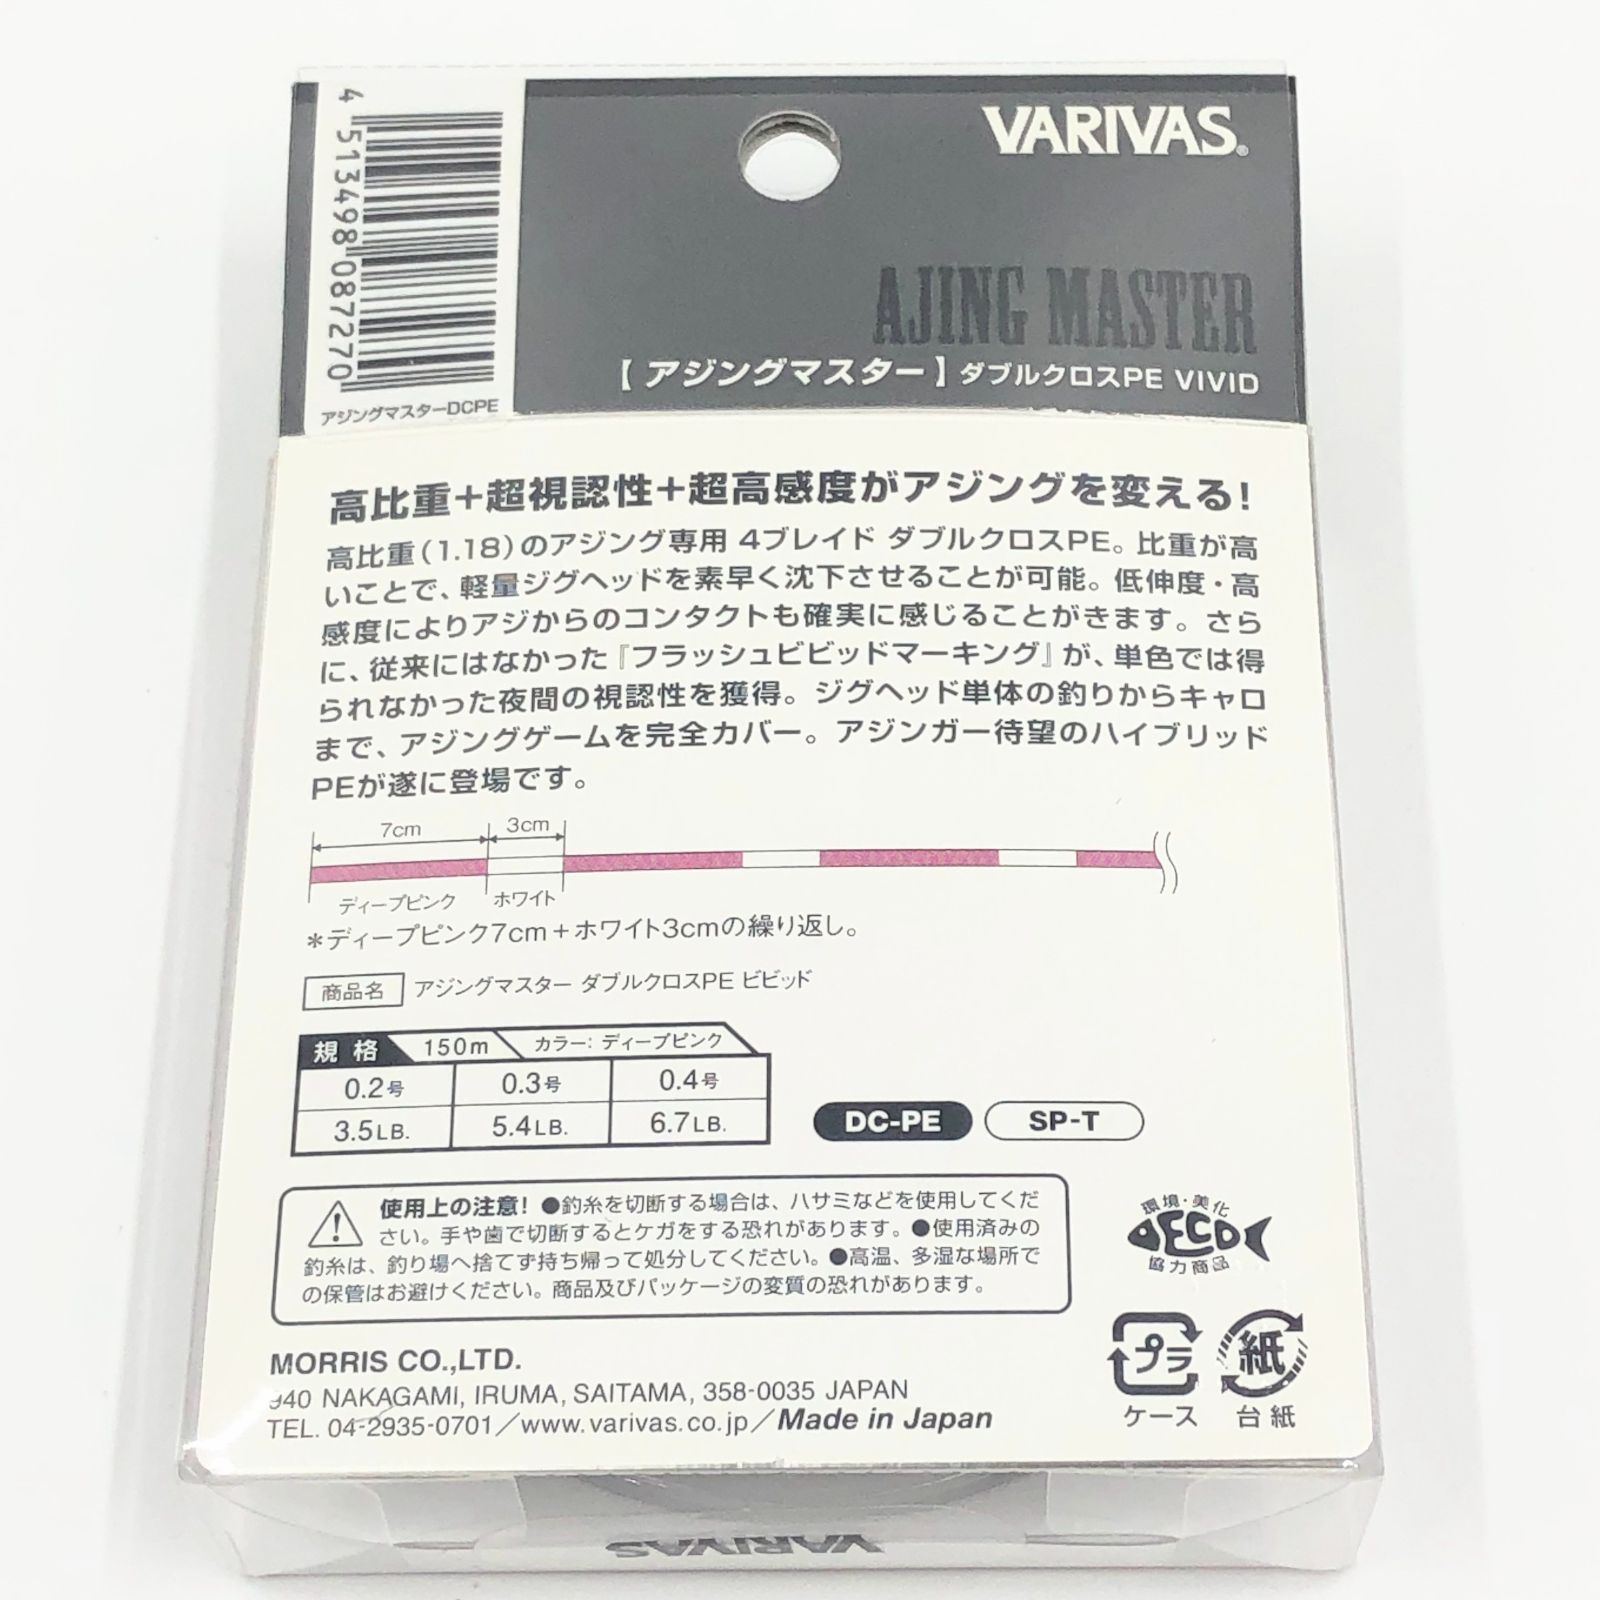 4 513498 087270
アジングマスターDCPE
VARIVAS®
AJING MASTER
【アジングマスター】ダブルクロスPE VIVID
高比重+超視認性+超高感度がアジングを変える!
高比重(1.18)のアジング専用 4ブレイド ダブルクロスPE。比重が高
いことで、軽量ジグヘッドを素早く沈下させることが可能。低伸度・高
感度によりアジからのコンタクトも確実に感じることがきます。さら
に、従来にはなかった『フラッシュビビッドマーキング』が、単色では得
られなかった夜間の視認性を獲得。ジグヘッド単体の釣りからキャロ
まで、アジングゲームを完全カバー。アジンガー待望のハイブリッド
PEが遂に登場です。
7cm 3cm
ディープピンク ホワイト
*ディープピンク7cm+ホワイト3cmの繰り返し。
商品名 アジングマスター ダブルクロスPE ビビッド
規格 150m カラー: ディープピンク
0.2号 0.3号 0.4号
3.5LB. 5.4LB. 6.7LB.
DC-PE SP-T
使用上の注意! ●釣糸を切断する場合は、ハサミなどを使用してくだ
さい。手や歯で切断するとケガをする恐れがあります。●使用済みの
釣糸は、釣り場へ捨てず持ち帰って処分してください。●高温、多湿な場所で
の保管はお避けください。商品及びパッケージの変質の恐れがあります。
環境・美化
ECO
協力商品
プラ 紙
ケース 台紙
MORRIS CO.,LTD.
940 NAKAGAMI, IRUMA, SAITAMA, 358-0035 JAPAN
TEL. 04-2935-0701/www.varivas.co.jp/Made in Japan
VARIVAS